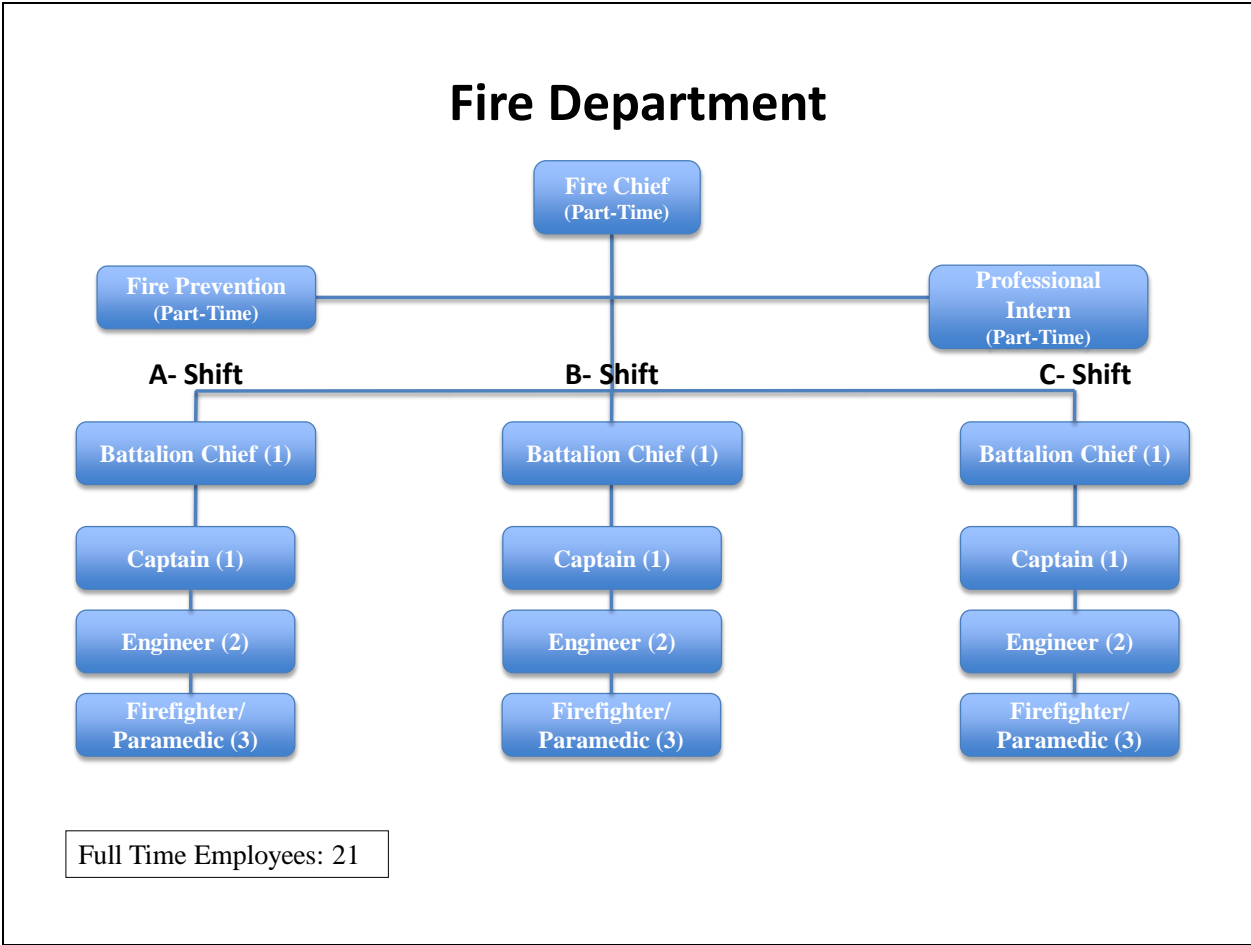 Fire Department
Fire Chief
(Part-Time)
Fire Prevention
(Part-Time)
Professional
Intern
(Part-Time)
A- Shift
B- Shift
C- Shift
Battalion Chief (1)
Battalion Chief (1)
Battalion Chief (1)
Captain (1)
Captain (1)
Captain (1)
Engineer (2)
Engineer (2)
Engineer (2)
Firefighter/
Paramedic (3)
Firefighter/
Paramedic (3)
Firefighter/
Paramedic (3)
Full Time Employees: 21